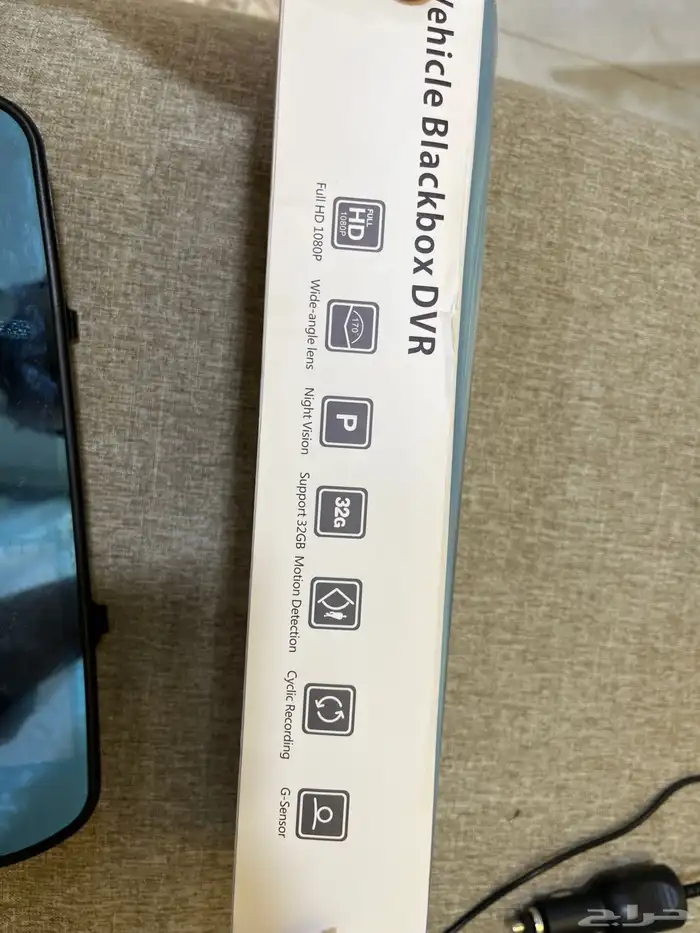 Vehicle Blackbox DVR
FULL
HD
1080P
Full HD 1080P
170
Wide-angle lens
P
Night Vision
32G
Support 32GB
Motion Detection
Cyclic Recording
G-Sensor
حراج